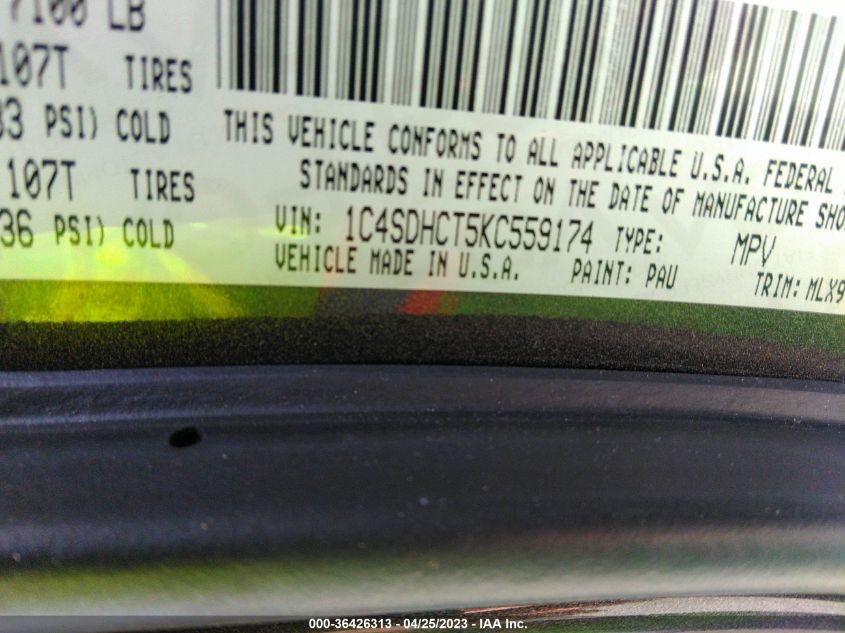 7100 LB
107T TIRES
33 PSI) COLD
107T TIRES
36 PSI) COLD
THIS VEHICLE CONFORMS TO ALL APPLICABLE U.S.A. FEDERAL
STANDARDS IN EFFECT ON THE DATE OF MANUFACTURE SHO
VIN: 1C4SDHCT5KC559174 TYPE: MPV
VEHICLE MADE IN U.S.A. PAINT: PAU TRIM: MLX9
000-36426313 - 04/25/2023 - IAA Inc.